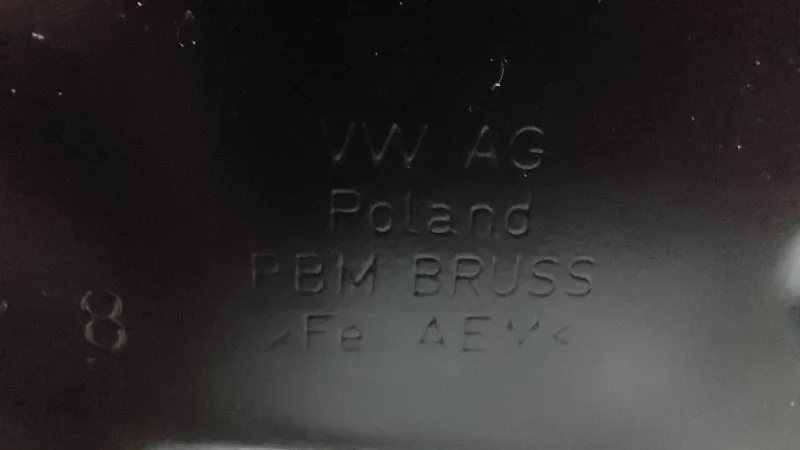 VW AG
Poland
PBM BRUSS
8
>Fe AEM<